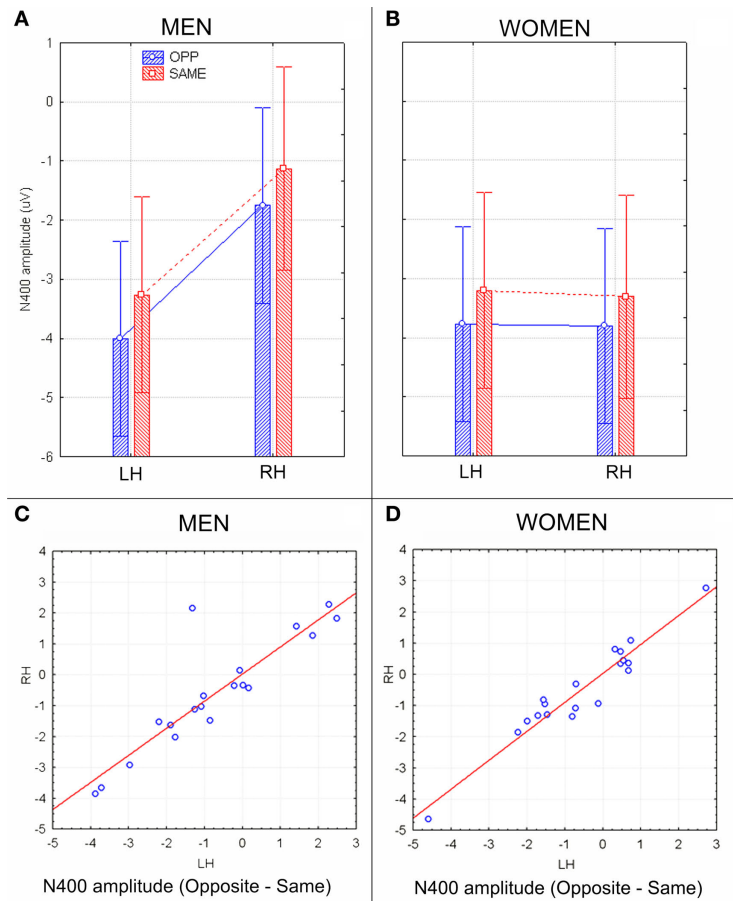 A
MEN
B
WOMEN
OPP
SAME
1
0
-1
-2
-3
-4
-5
-6
N400 amplitude (uV)
LH
RH
LH
RH
C
MEN
D
WOMEN
4
3
2
1
0
-1
-2
-3
-4
-5
RH
-5 -4 -3 -2 -1 0 1 2 3
LH
N400 amplitude (Opposite - Same)
4
3
2
1
0
-1
-2
-3
-4
-5
RH
-5 -4 -3 -2 -1 0 1 2 3
LH
N400 amplitude (Opposite - Same)